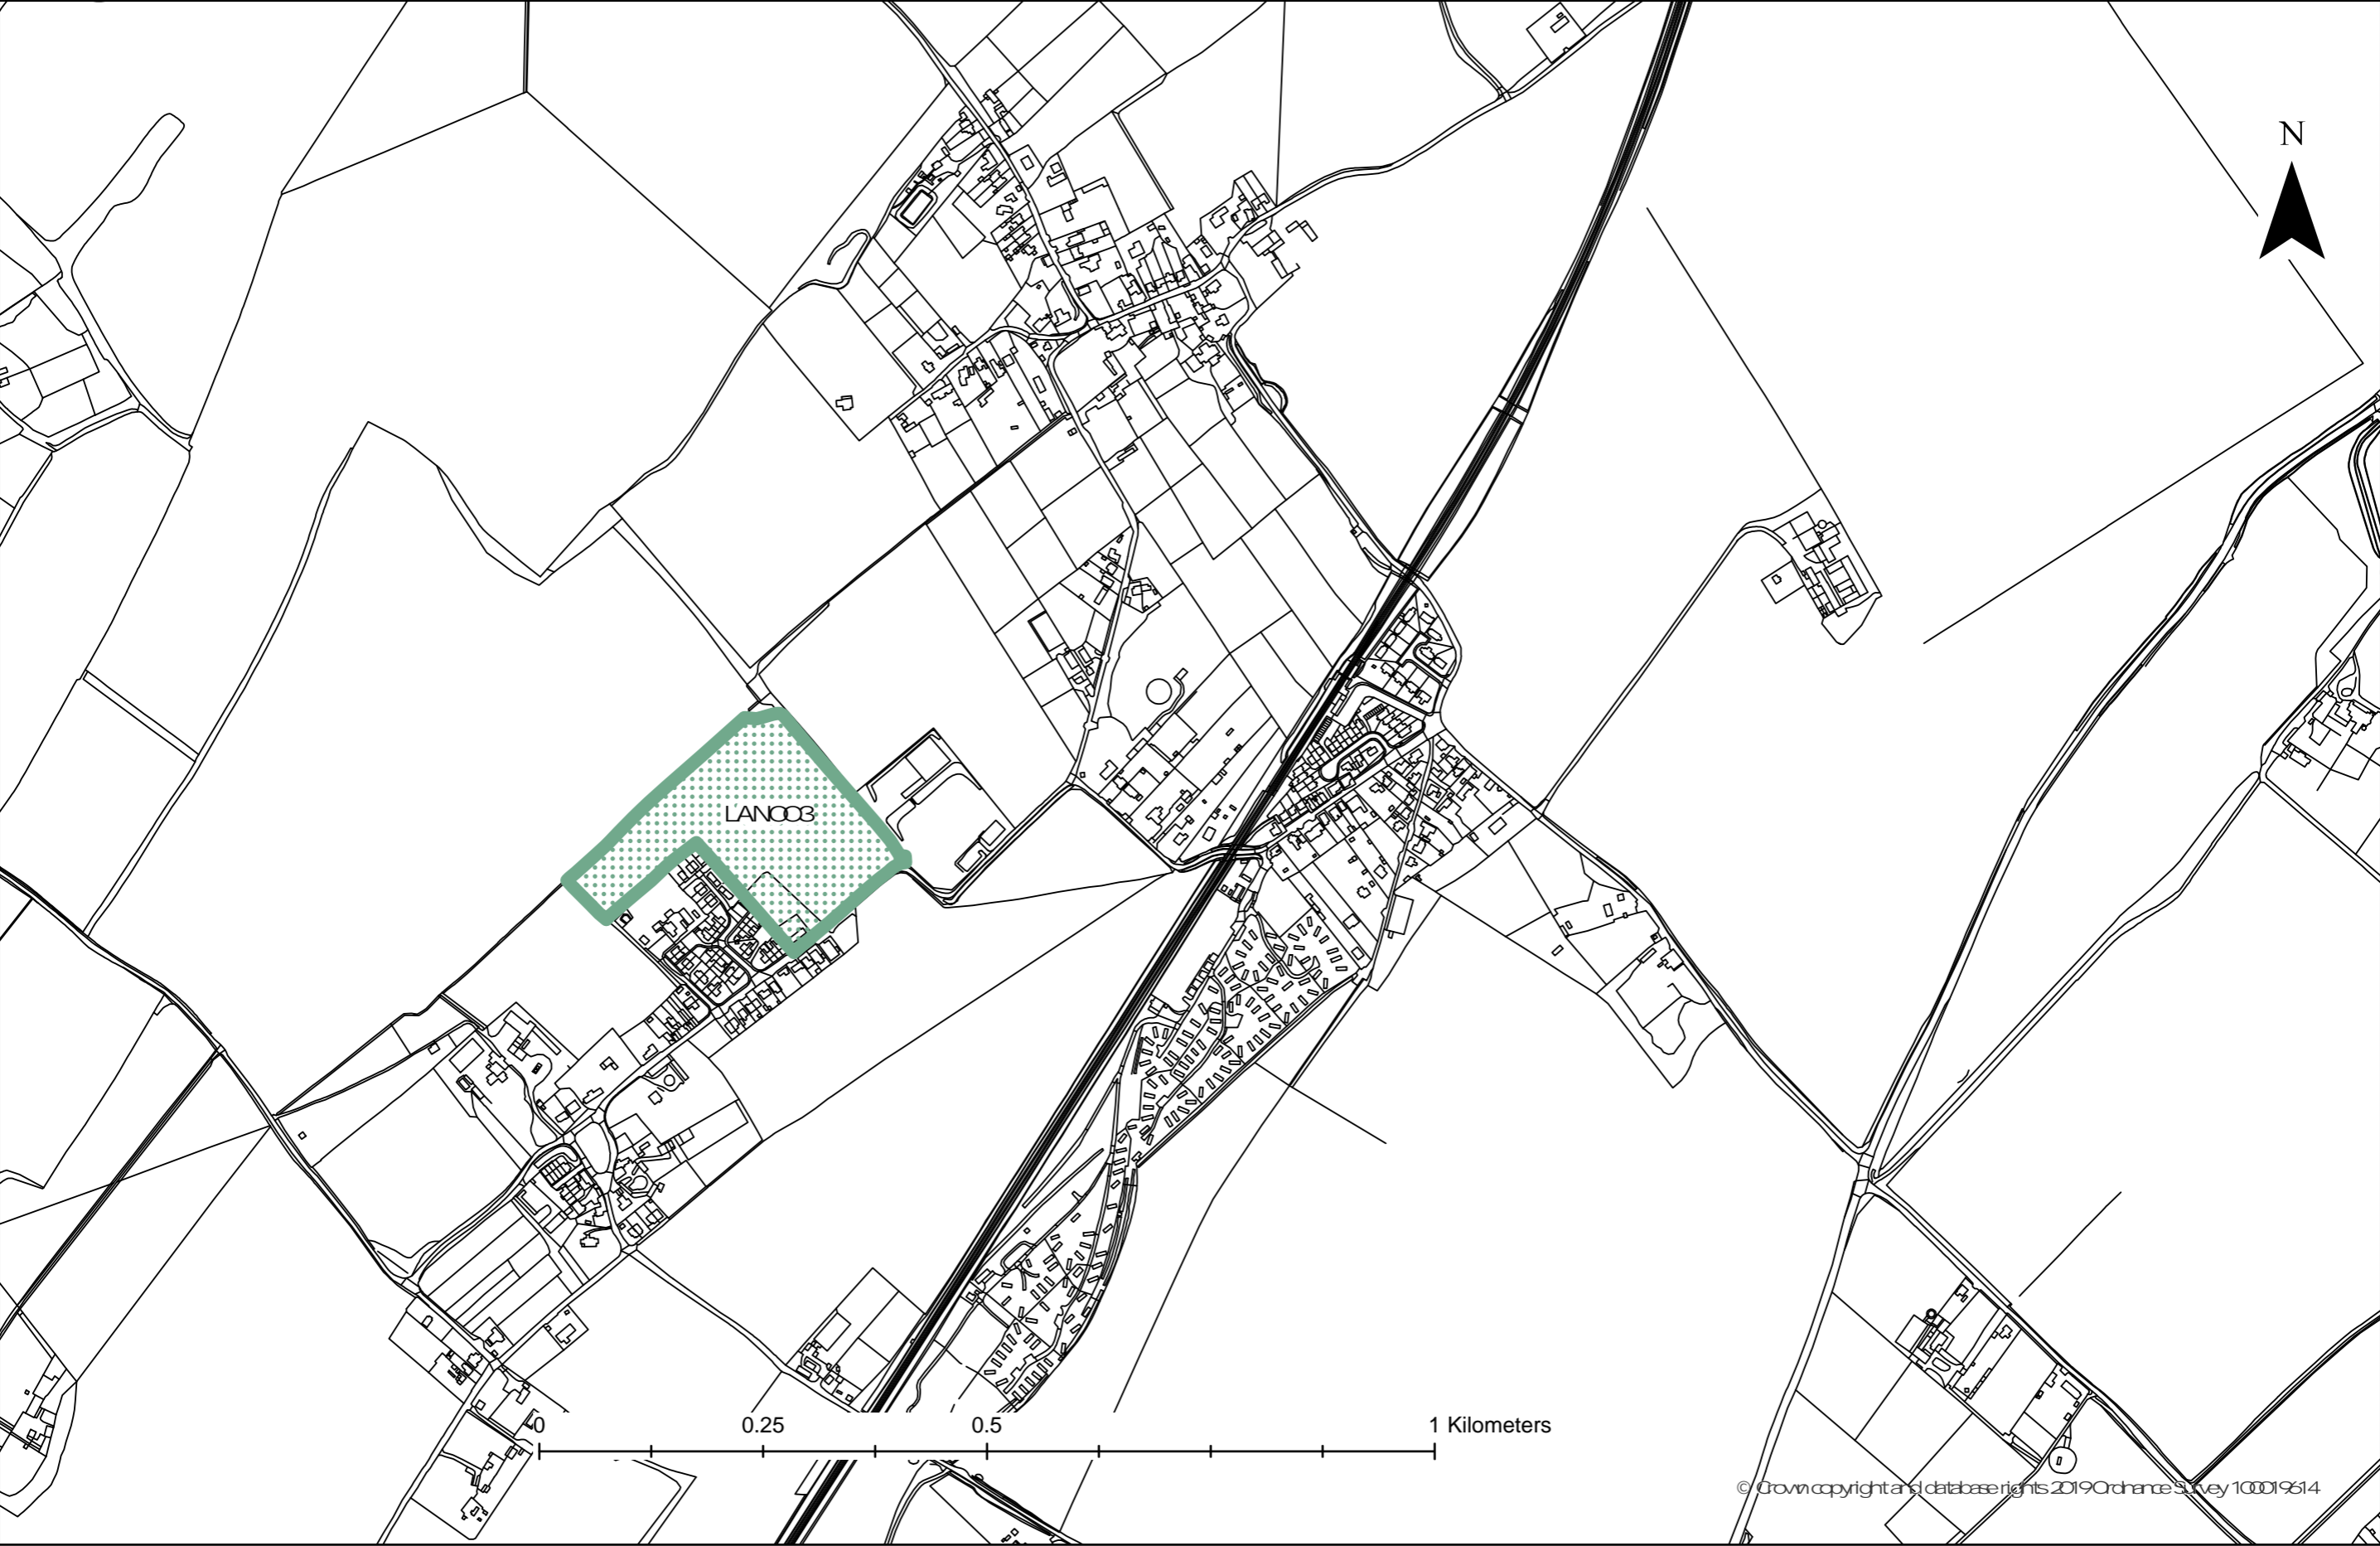 N
LAN003
0 0.25 0.5 1 Kilometers
© Crown copyright and database rights 2019 Ordnance Survey 100019614